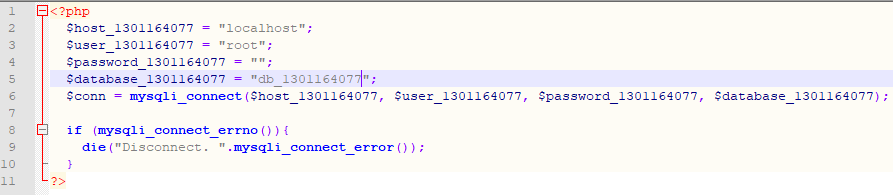 1 <?php
2 $host_1301164077 = "localhost";
3 $user_1301164077 = "root";
4 $password_1301164077 = "";
5 $database_1301164077 = "db_1301164077";
6 $conn = mysqli_connect($host_1301164077, $user_1301164077, $password_1301164077, $database_1301164077);
7
8 if (mysqli_connect_errno()){
9 die("Disconnect. ".mysqli_connect_error());
10 }
11 ?>